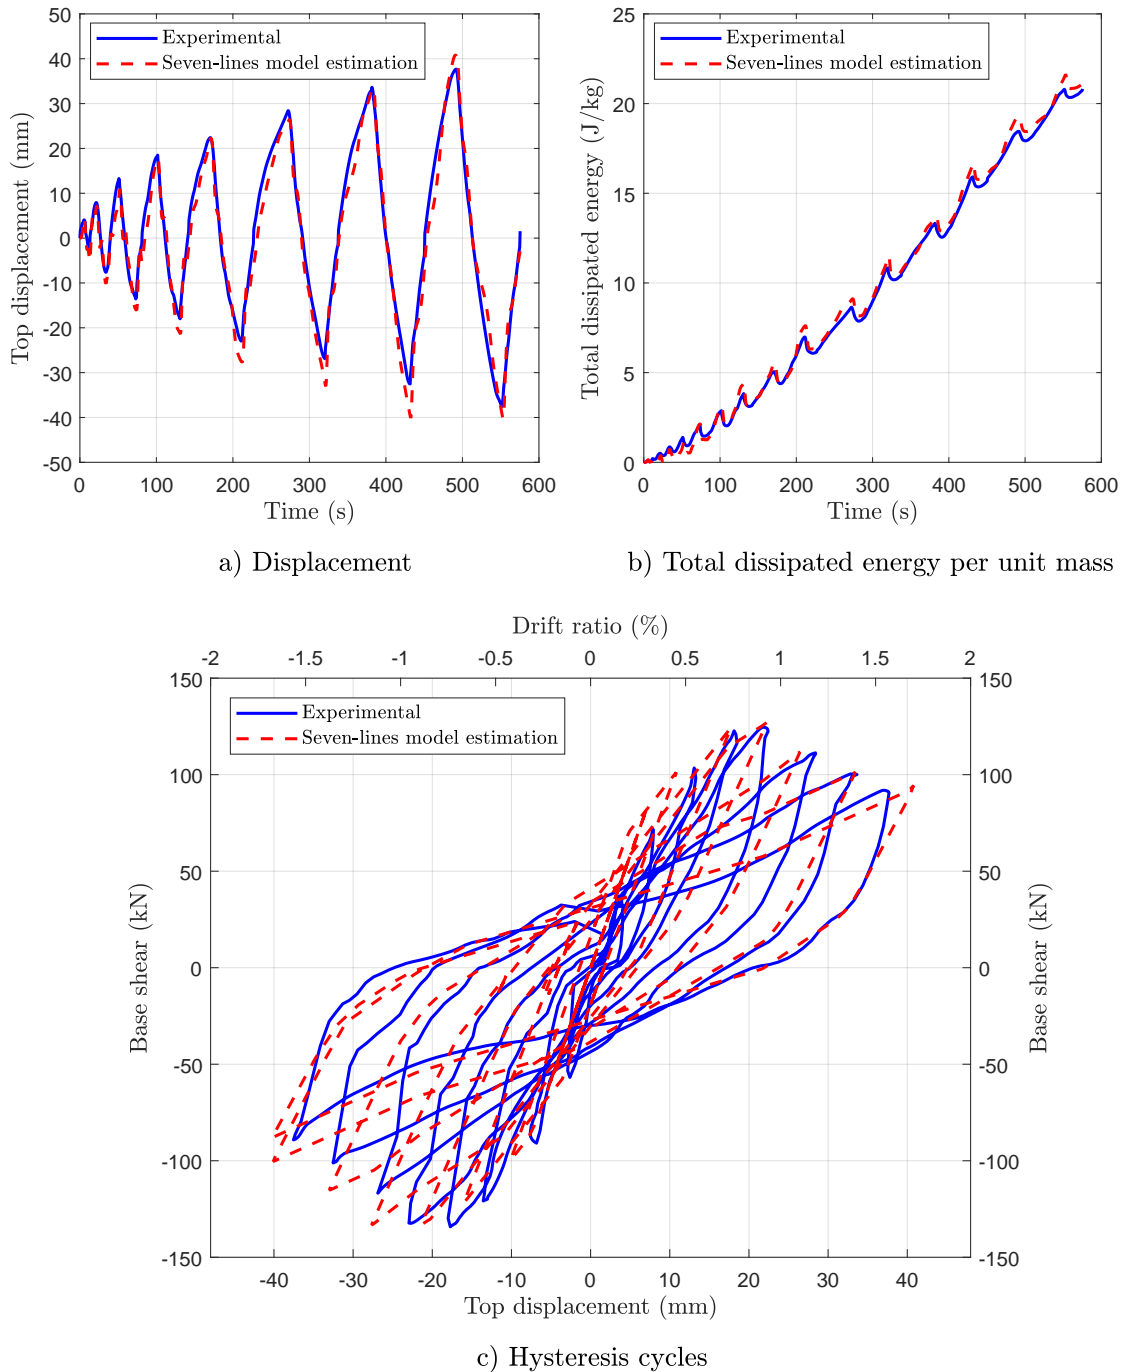 50
40
30
20
10
0
-10
-20
-30
-40
-50
Top displacement (mm)
Experimental
Seven-lines model estimation
0 100 200 300 400 500 600
Time (s)
a) Displacement
25
20
15
10
5
0
Total dissipated energy (J/kg)
Experimental
Seven-lines model estimation
0 100 200 300 400 500 600
Time (s)
b) Total dissipated energy per unit mass
Drift ratio (%)
-2 -1.5 -1 -0.5 0 0.5 1 1.5 2
150
100
50
0
-50
-100
-150
Base shear (kN)
Experimental
Seven-lines model estimation
150
100
50
0
-50
-100
-150
Base shear (kN)
-40 -30 -20 -10 0 10 20 30 40
Top displacement (mm)
c) Hysteresis cycles